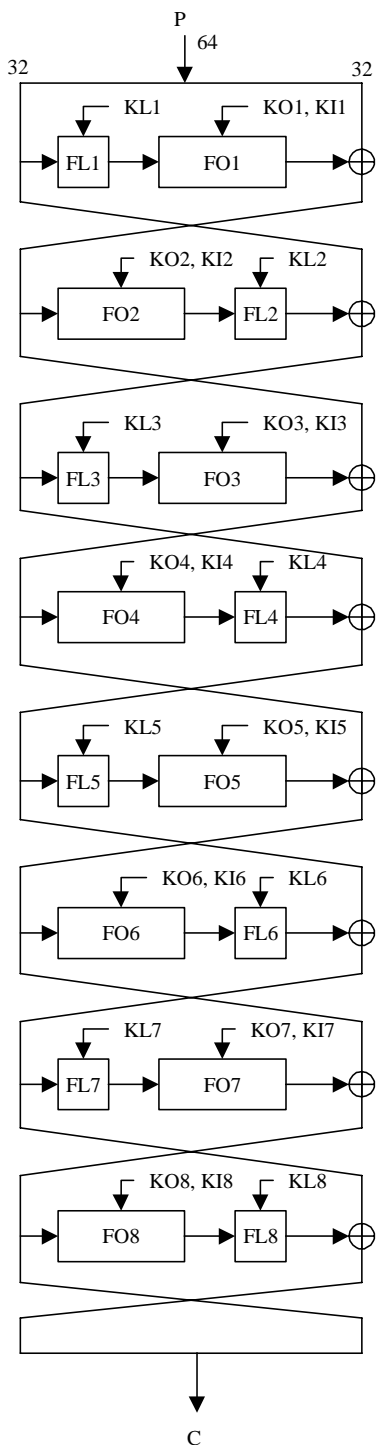 P
64
32 32
KL1 KO1, KI1
FL1 FO1
KO2, KI2 KL2
FO2 FL2
KL3 KO3, KI3
FL3 FO3
KO4, KI4 KL4
FO4 FL4
KL5 KO5, KI5
FL5 FO5
KO6, KI6 KL6
FO6 FL6
KL7 KO7, KI7
FL7 FO7
KO8, KI8 KL8
FO8 FL8
C